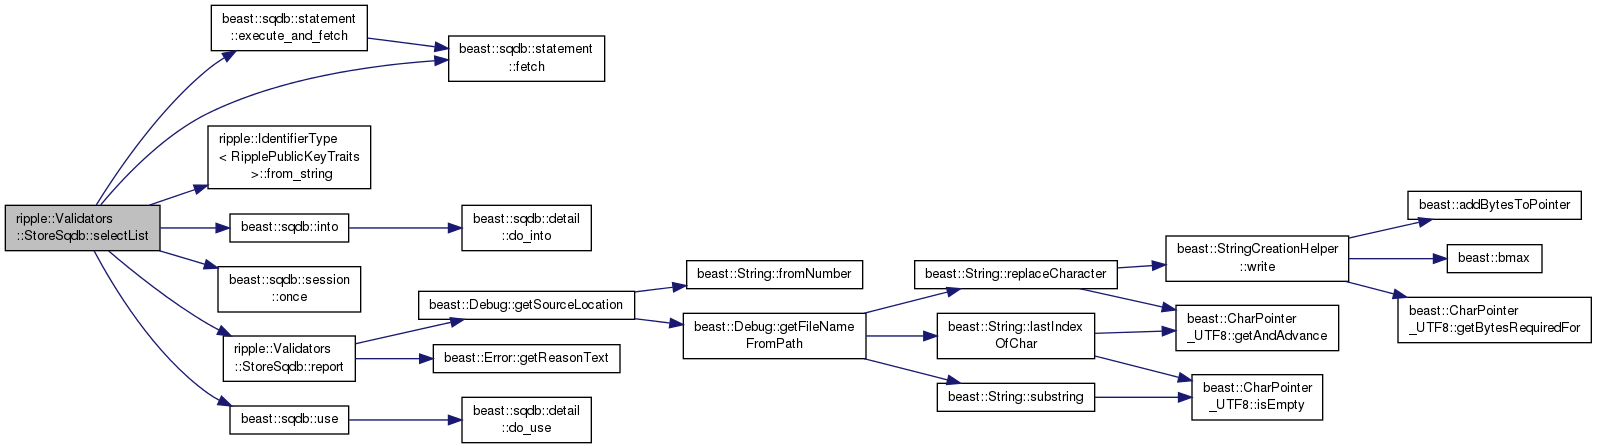 beast::sqdb::statement
::execute_and_fetch
beast::sqdb::statement
::fetch
ripple::IdentifierType
< RipplePublicKeyTraits
>::from_string
ripple::Validators
::StoreSqdb::selectList
beast::sqdb::into
beast::sqdb::detail
::do_into
beast::sqdb::session
::once
ripple::Validators
::StoreSqdb::report
beast::sqdb::use
beast::sqdb::detail
::do_use
beast::Debug::getSourceLocation
beast::Error::getReasonText
beast::String::fromNumber
beast::Debug::getFileName
FromPath
beast::String::replaceCharacter
beast::String::lastIndex
OfChar
beast::String::substring
beast::StringCreationHelper
::write
beast::CharPointer
_UTF8::getAndAdvance
beast::CharPointer
_UTF8::isEmpty
beast::addBytesToPointer
beast::bmax
beast::CharPointer
_UTF8::getBytesRequiredFor